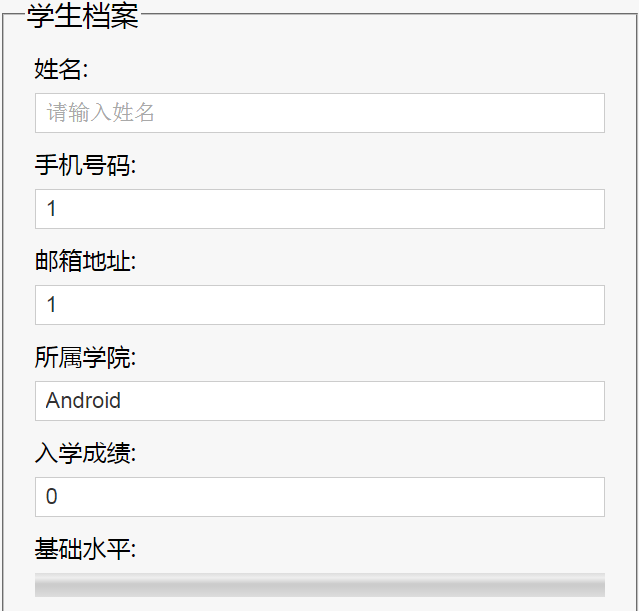 学生档案
姓名:
请输入姓名
手机号码:
1
邮箱地址:
1
所属学院:
Android
入学成绩:
0
基础水平: